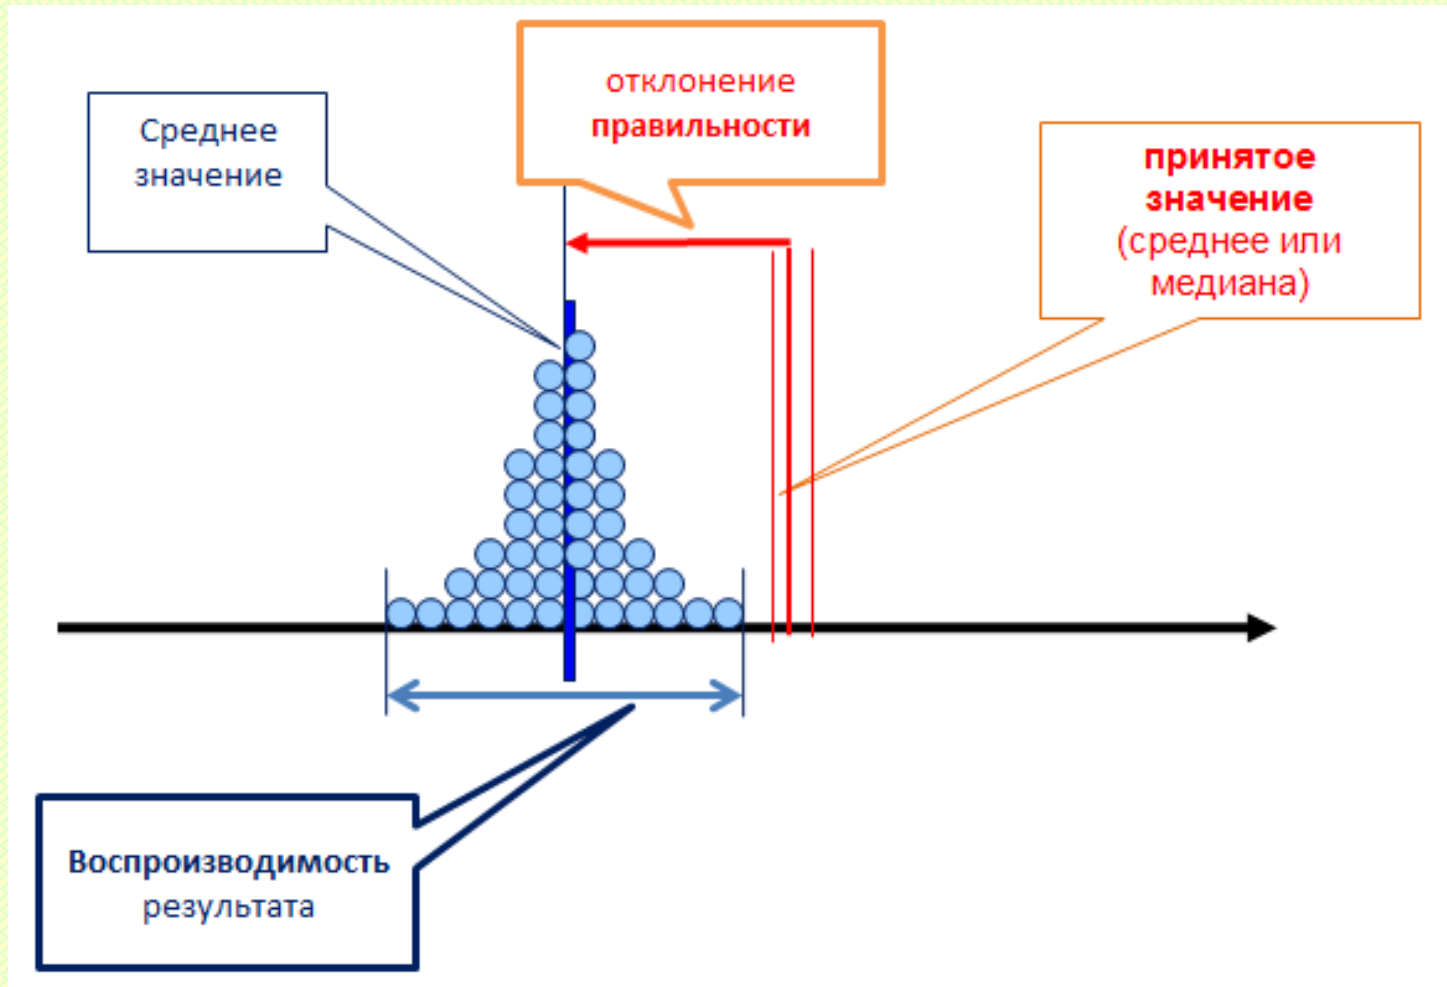 отклонение
правильности
Среднее
значение
принятое
значение
(среднее или
медиана)
Воспроизводимость
результата